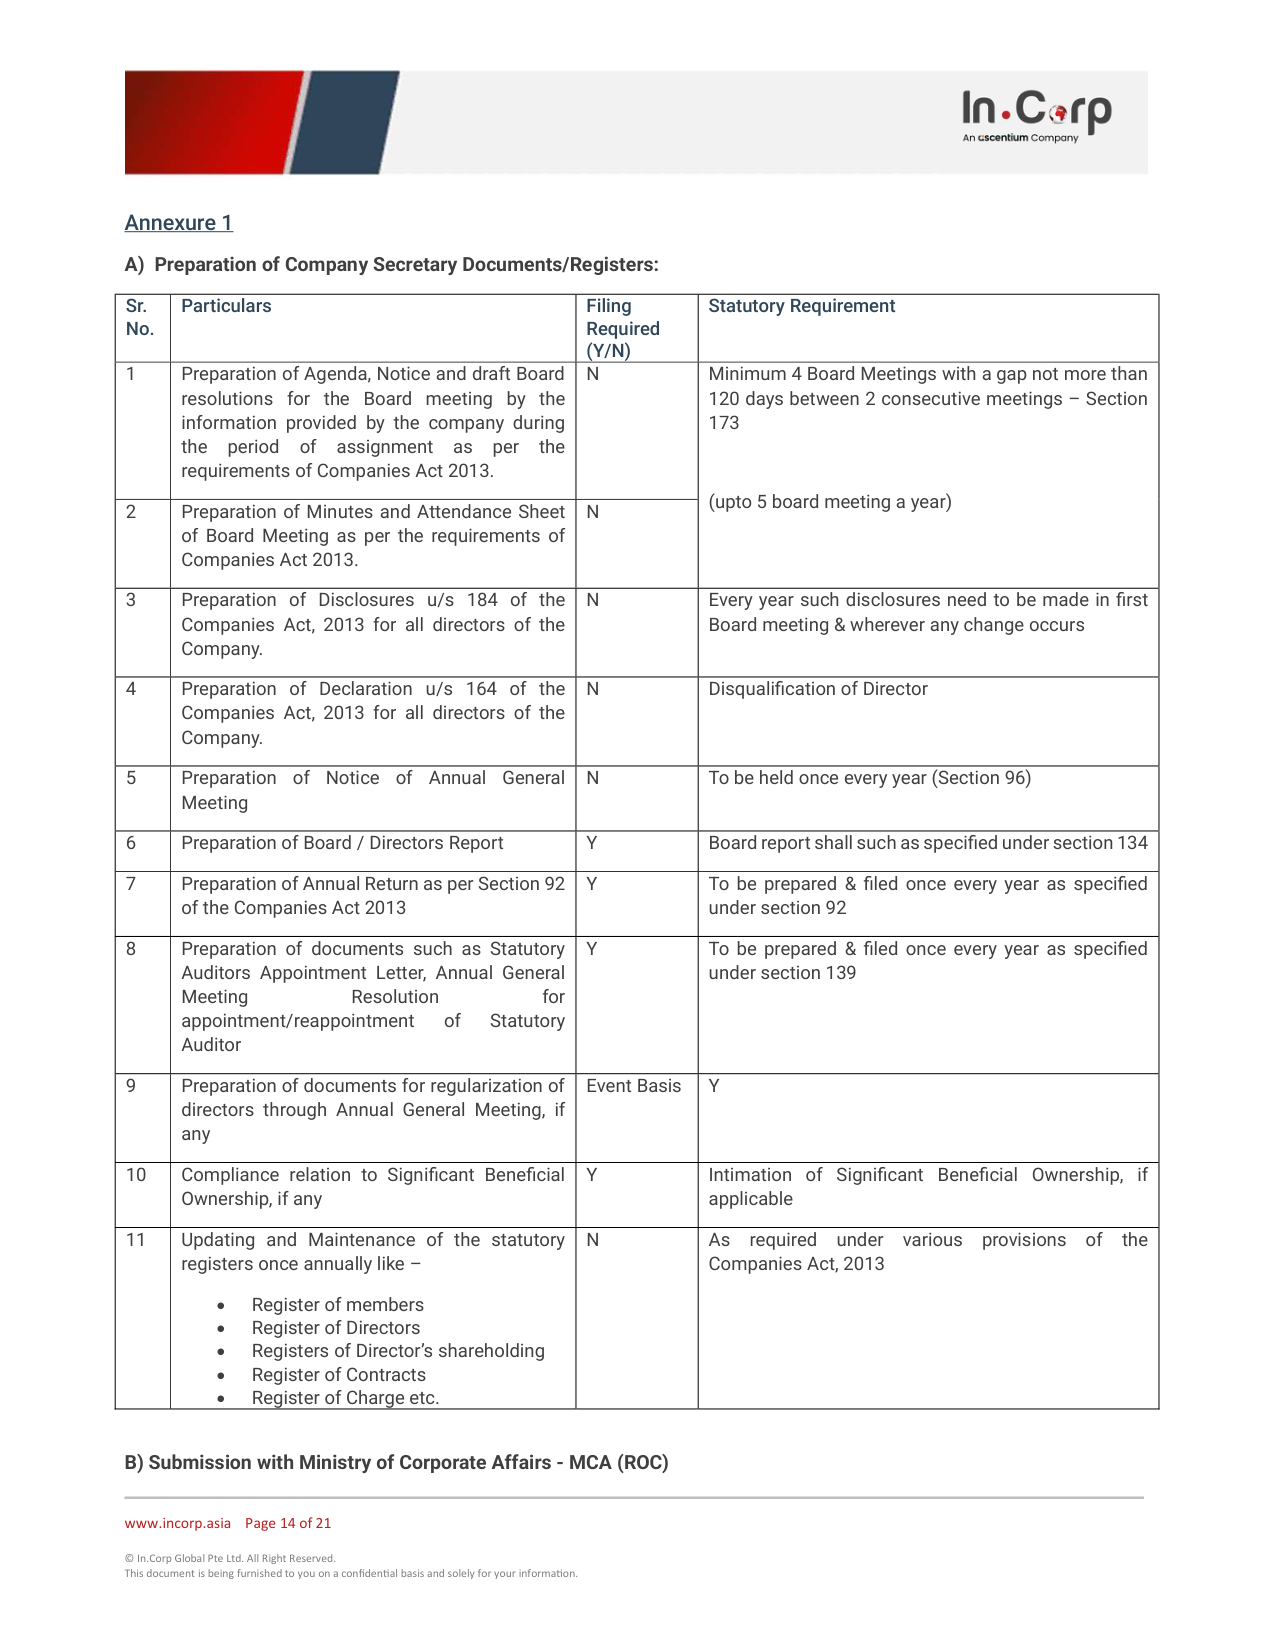 In.Corp
An ascentium Company
Annexure 1
A) Preparation of Company Secretary Documents/Registers:
Sr. No.
Particulars
Filing Required (Y/N)
Statutory Requirement
1
Preparation of Agenda, Notice and draft Board
resolutions for the Board meeting by the
information provided by the company during
the period of assignment as per the
requirements of Companies Act 2013.
N
Minimum 4 Board Meetings with a gap not more than
120 days between 2 consecutive meetings – Section
173
(upto 5 board meeting a year)
2
Preparation of Minutes and Attendance Sheet
of Board Meeting as per the requirements of
Companies Act 2013.
N
3
Preparation of Disclosures u/s 184 of the
Companies Act, 2013 for all directors of the
Company.
N
Every year such disclosures need to be made in first
Board meeting & wherever any change occurs
4
Preparation of Declaration u/s 164 of the
Companies Act, 2013 for all directors of the
Company.
N
Disqualification of Director
5
Preparation of Notice of Annual General
Meeting
N
To be held once every year (Section 96)
6
Preparation of Board / Directors Report
Y
Board report shall such as specified under section 134
7
Preparation of Annual Return as per Section 92
of the Companies Act 2013
Y
To be prepared & filed once every year as specified
under section 92
8
Preparation of documents such as Statutory
Auditors Appointment Letter, Annual General
Meeting Resolution for
appointment/reappointment of Statutory
Auditor
Y
To be prepared & filed once every year as specified
under section 139
9
Preparation of documents for regularization of
directors through Annual General Meeting, if
any
Event Basis
Y
10
Compliance relation to Significant Beneficial
Ownership, if any
Y
Intimation of Significant Beneficial Ownership, if
applicable
11
Updating and Maintenance of the statutory
registers once annually like –
• Register of members
• Register of Directors
• Registers of Director’s shareholding
• Register of Contracts
• Register of Charge etc.
N
As required under various provisions of the
Companies Act, 2013
B) Submission with Ministry of Corporate Affairs - MCA (ROC)
www.incorp.asia Page 14 of 21
© In.Corp Global Pte Ltd. All Right Reserved.
This document is being furnished to you on a confidential basis and solely for your information.